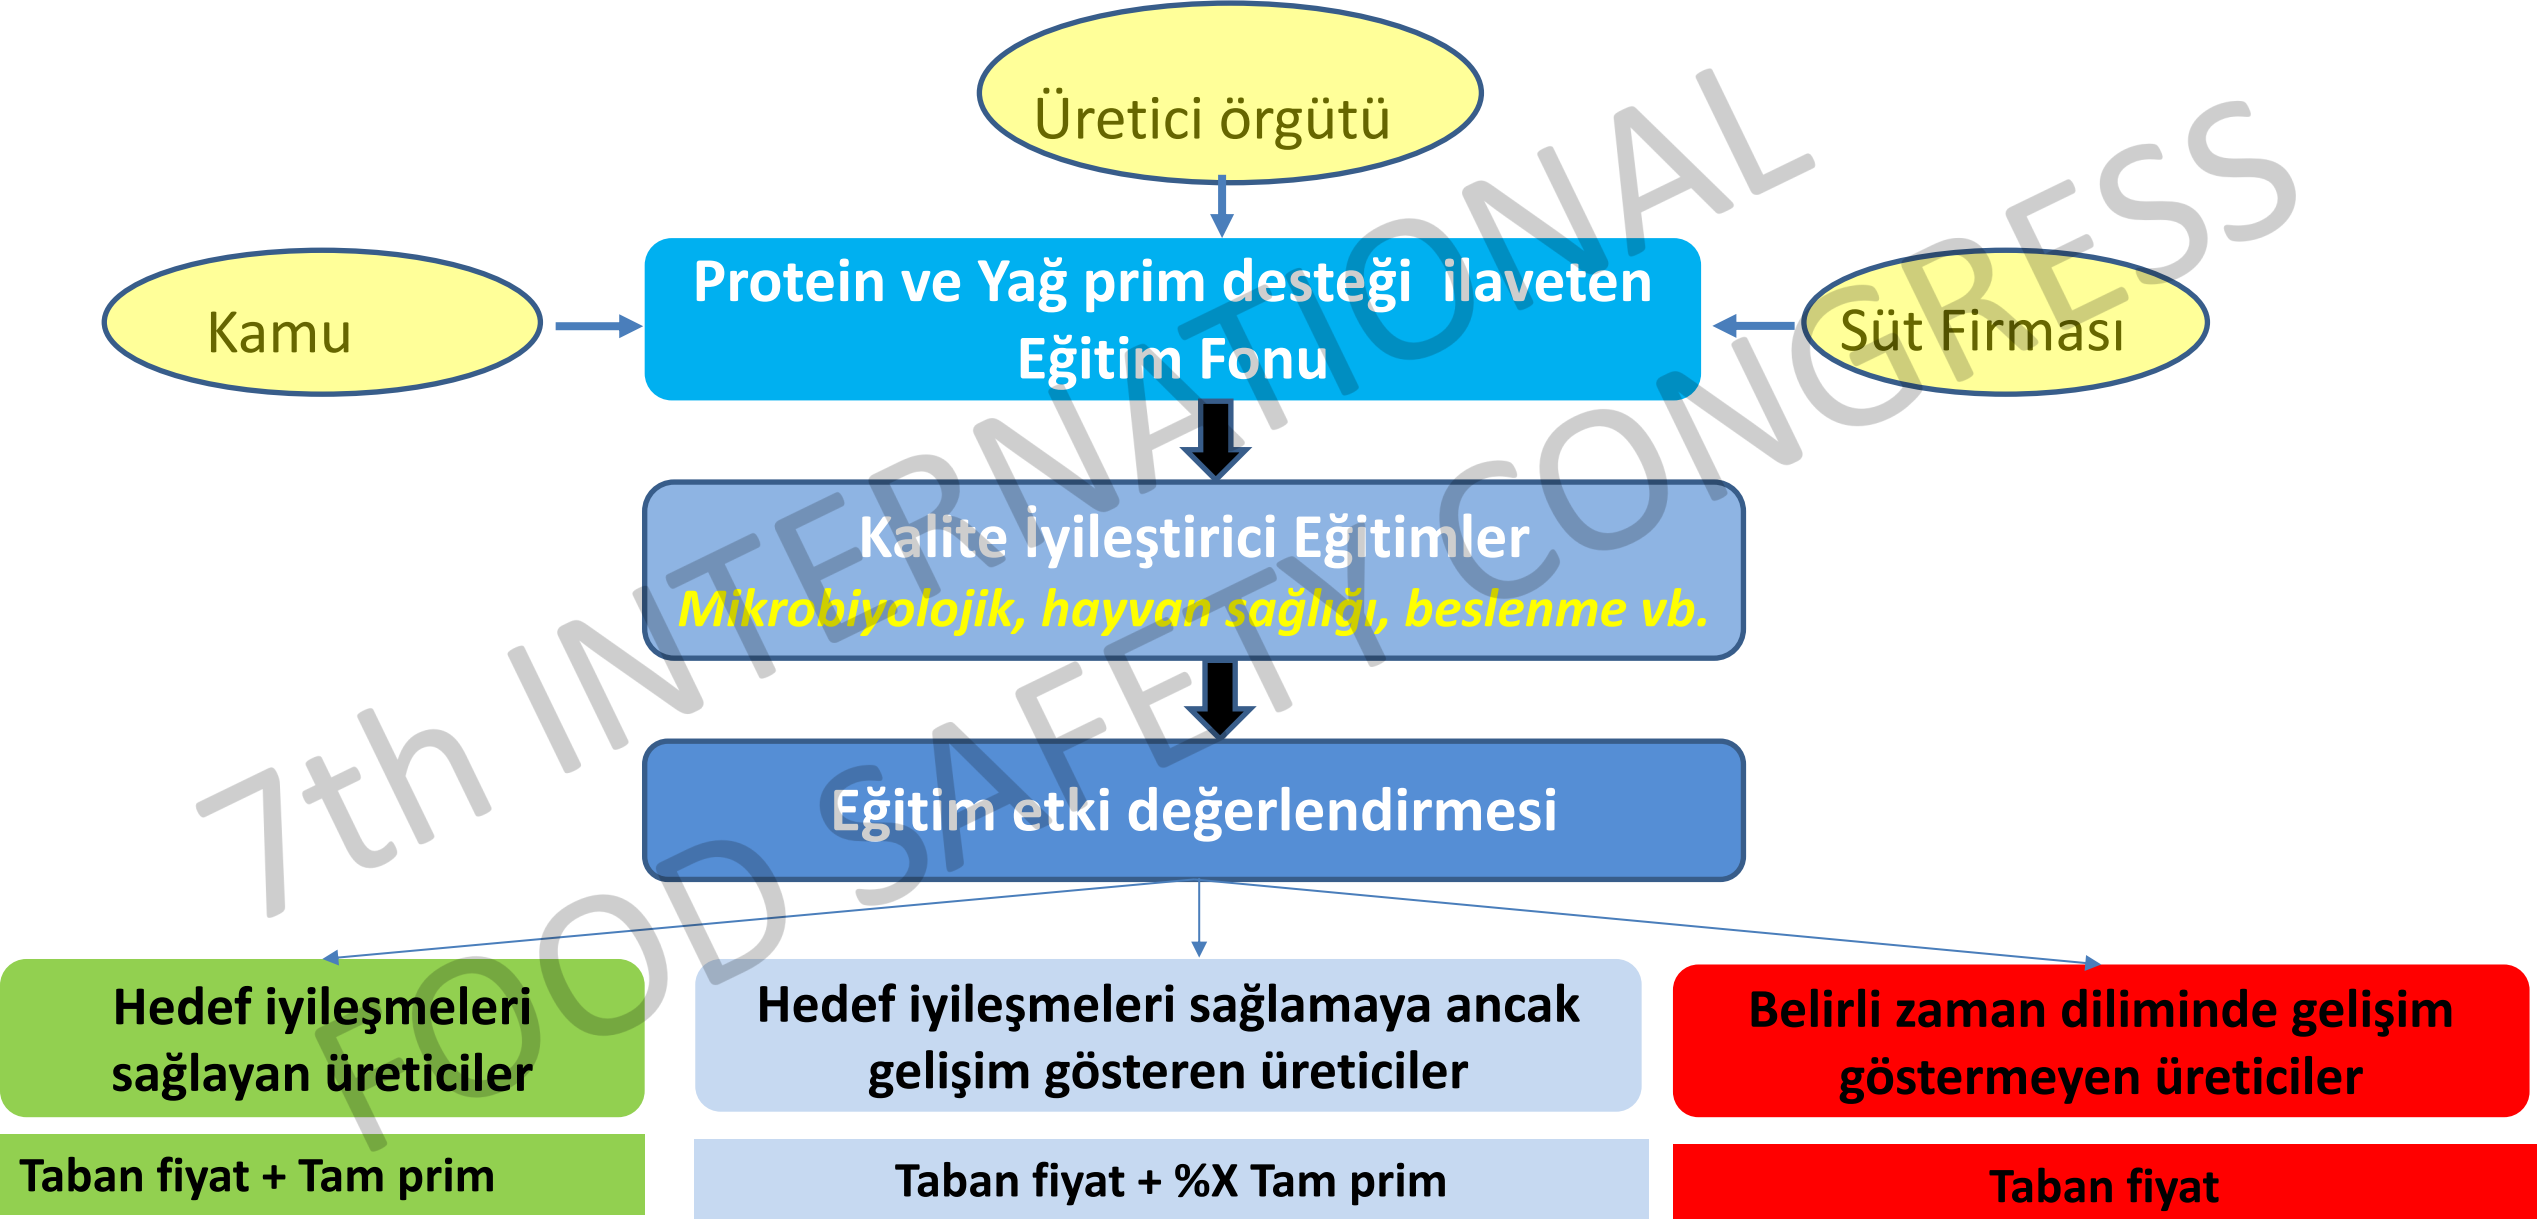 Üretici örgütü
Kamu
Protein ve Yağ prim desteği ilaveten
Eğitim Fonu
Süt Firması
Kalite İyileştirici Eğitimler
Mikrobiyolojik, hayvan sağlığı, beslenme vb.
Eğitim etki değerlendirmesi
Hedef iyileşmeleri
sağlayan üreticiler
Hedef iyileşmeleri sağlamaya ancak
gelişim gösteren üreticiler
Belirli zaman diliminde gelişim
göstermeyen üreticiler
Taban fiyat + Tam prim
Taban fiyat + %X Tam prim
Taban fiyat
7th INTERNATIONAL
FOOD SAFETY CONGRESS